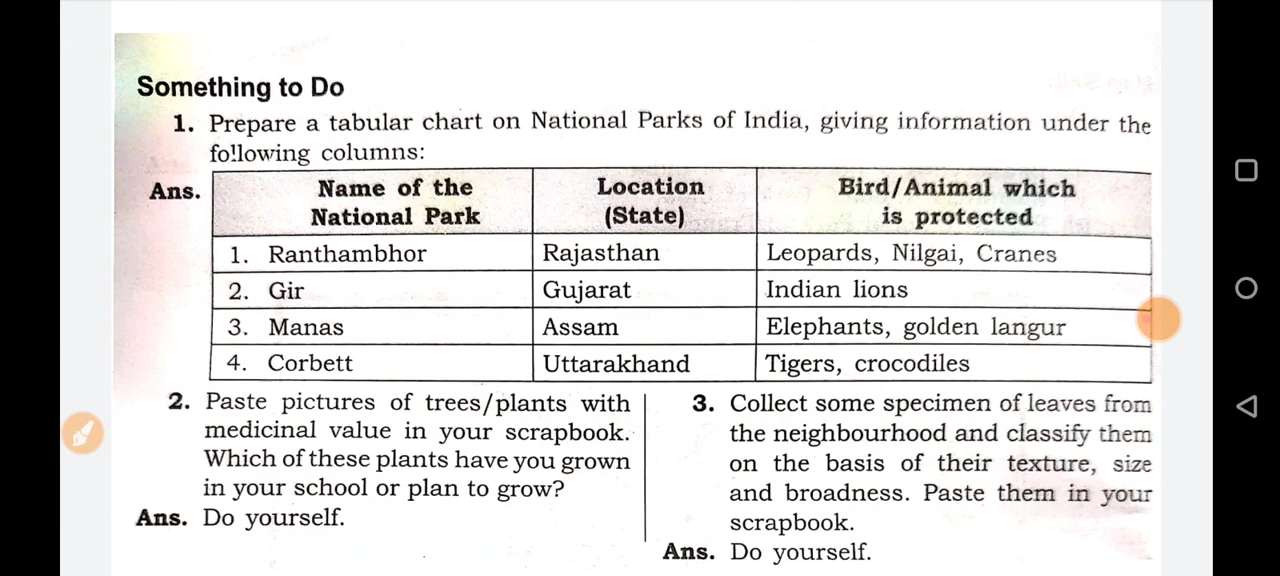 Something to Do
1. Prepare a tabular chart on National Parks of India, giving information under the
following columns:
Ans.
Name of the National Park | Location (State) | Bird/Animal which is protected
1. Ranthambhor | Rajasthan | Leopards, Nilgai, Cranes
2. Gir | Gujarat | Indian lions
3. Manas | Assam | Elephants, golden langur
4. Corbett | Uttarakhand | Tigers, crocodiles
2. Paste pictures of trees/plants with
medicinal value in your scrapbook.
Which of these plants have you grown
in your school or plan to grow?
Ans. Do yourself.
3. Collect some specimen of leaves from
the neighbourhood and classify them
on the basis of their texture, size
and broadness. Paste them in your
scrapbook.
Ans. Do yourself.